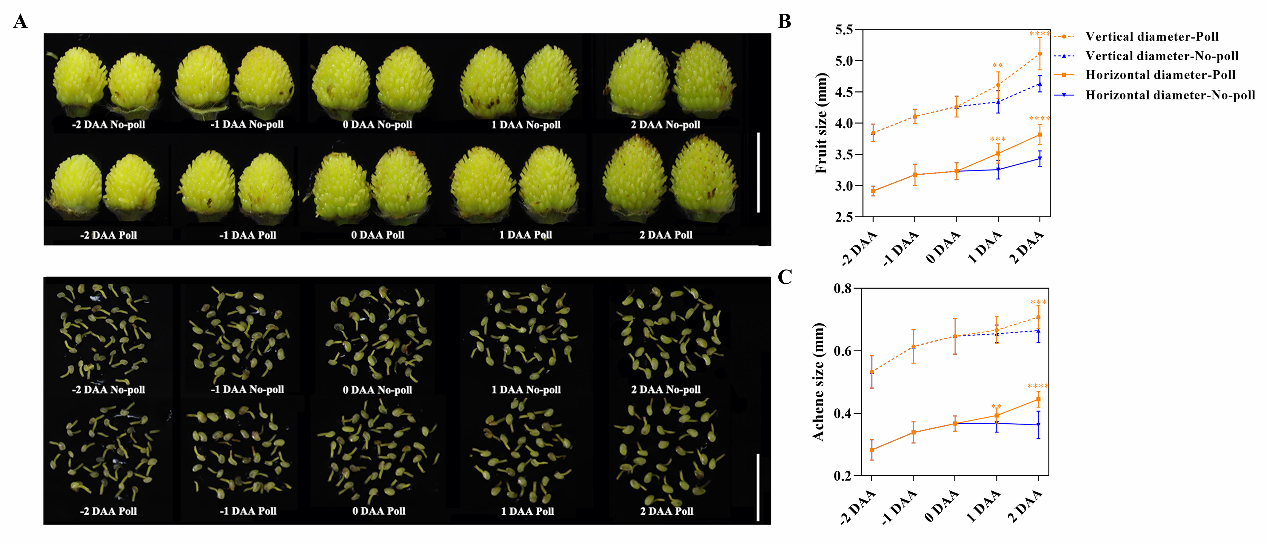 A
-2 DAA No-poll -1 DAA No-poll 0 DAA No-poll 1 DAA No-poll 2 DAA No-poll
-2 DAA Poll -1 DAA Poll 0 DAA Poll 1 DAA Poll 2 DAA Poll
-2 DAA No-poll -1 DAA No-poll 0 DAA No-poll 1 DAA No-poll 2 DAA No-poll
-2 DAA Poll -1 DAA Poll 0 DAA Poll 1 DAA Poll 2 DAA Poll
B
Fruit size (mm)
5.5
5.0
4.5
4.0
3.5
3.0
2.5
****
**
****
***
-2 DAA -1 DAA 0 DAA 1 DAA 2 DAA
Vertical diameter-Poll
Vertical diameter-No-poll
Horizontal diameter-Poll
Horizontal diameter-No-poll
C
Achene size (mm)
0.8
0.6
0.4
0.2
***
****
**
-2 DAA -1 DAA 0 DAA 1 DAA 2 DAA